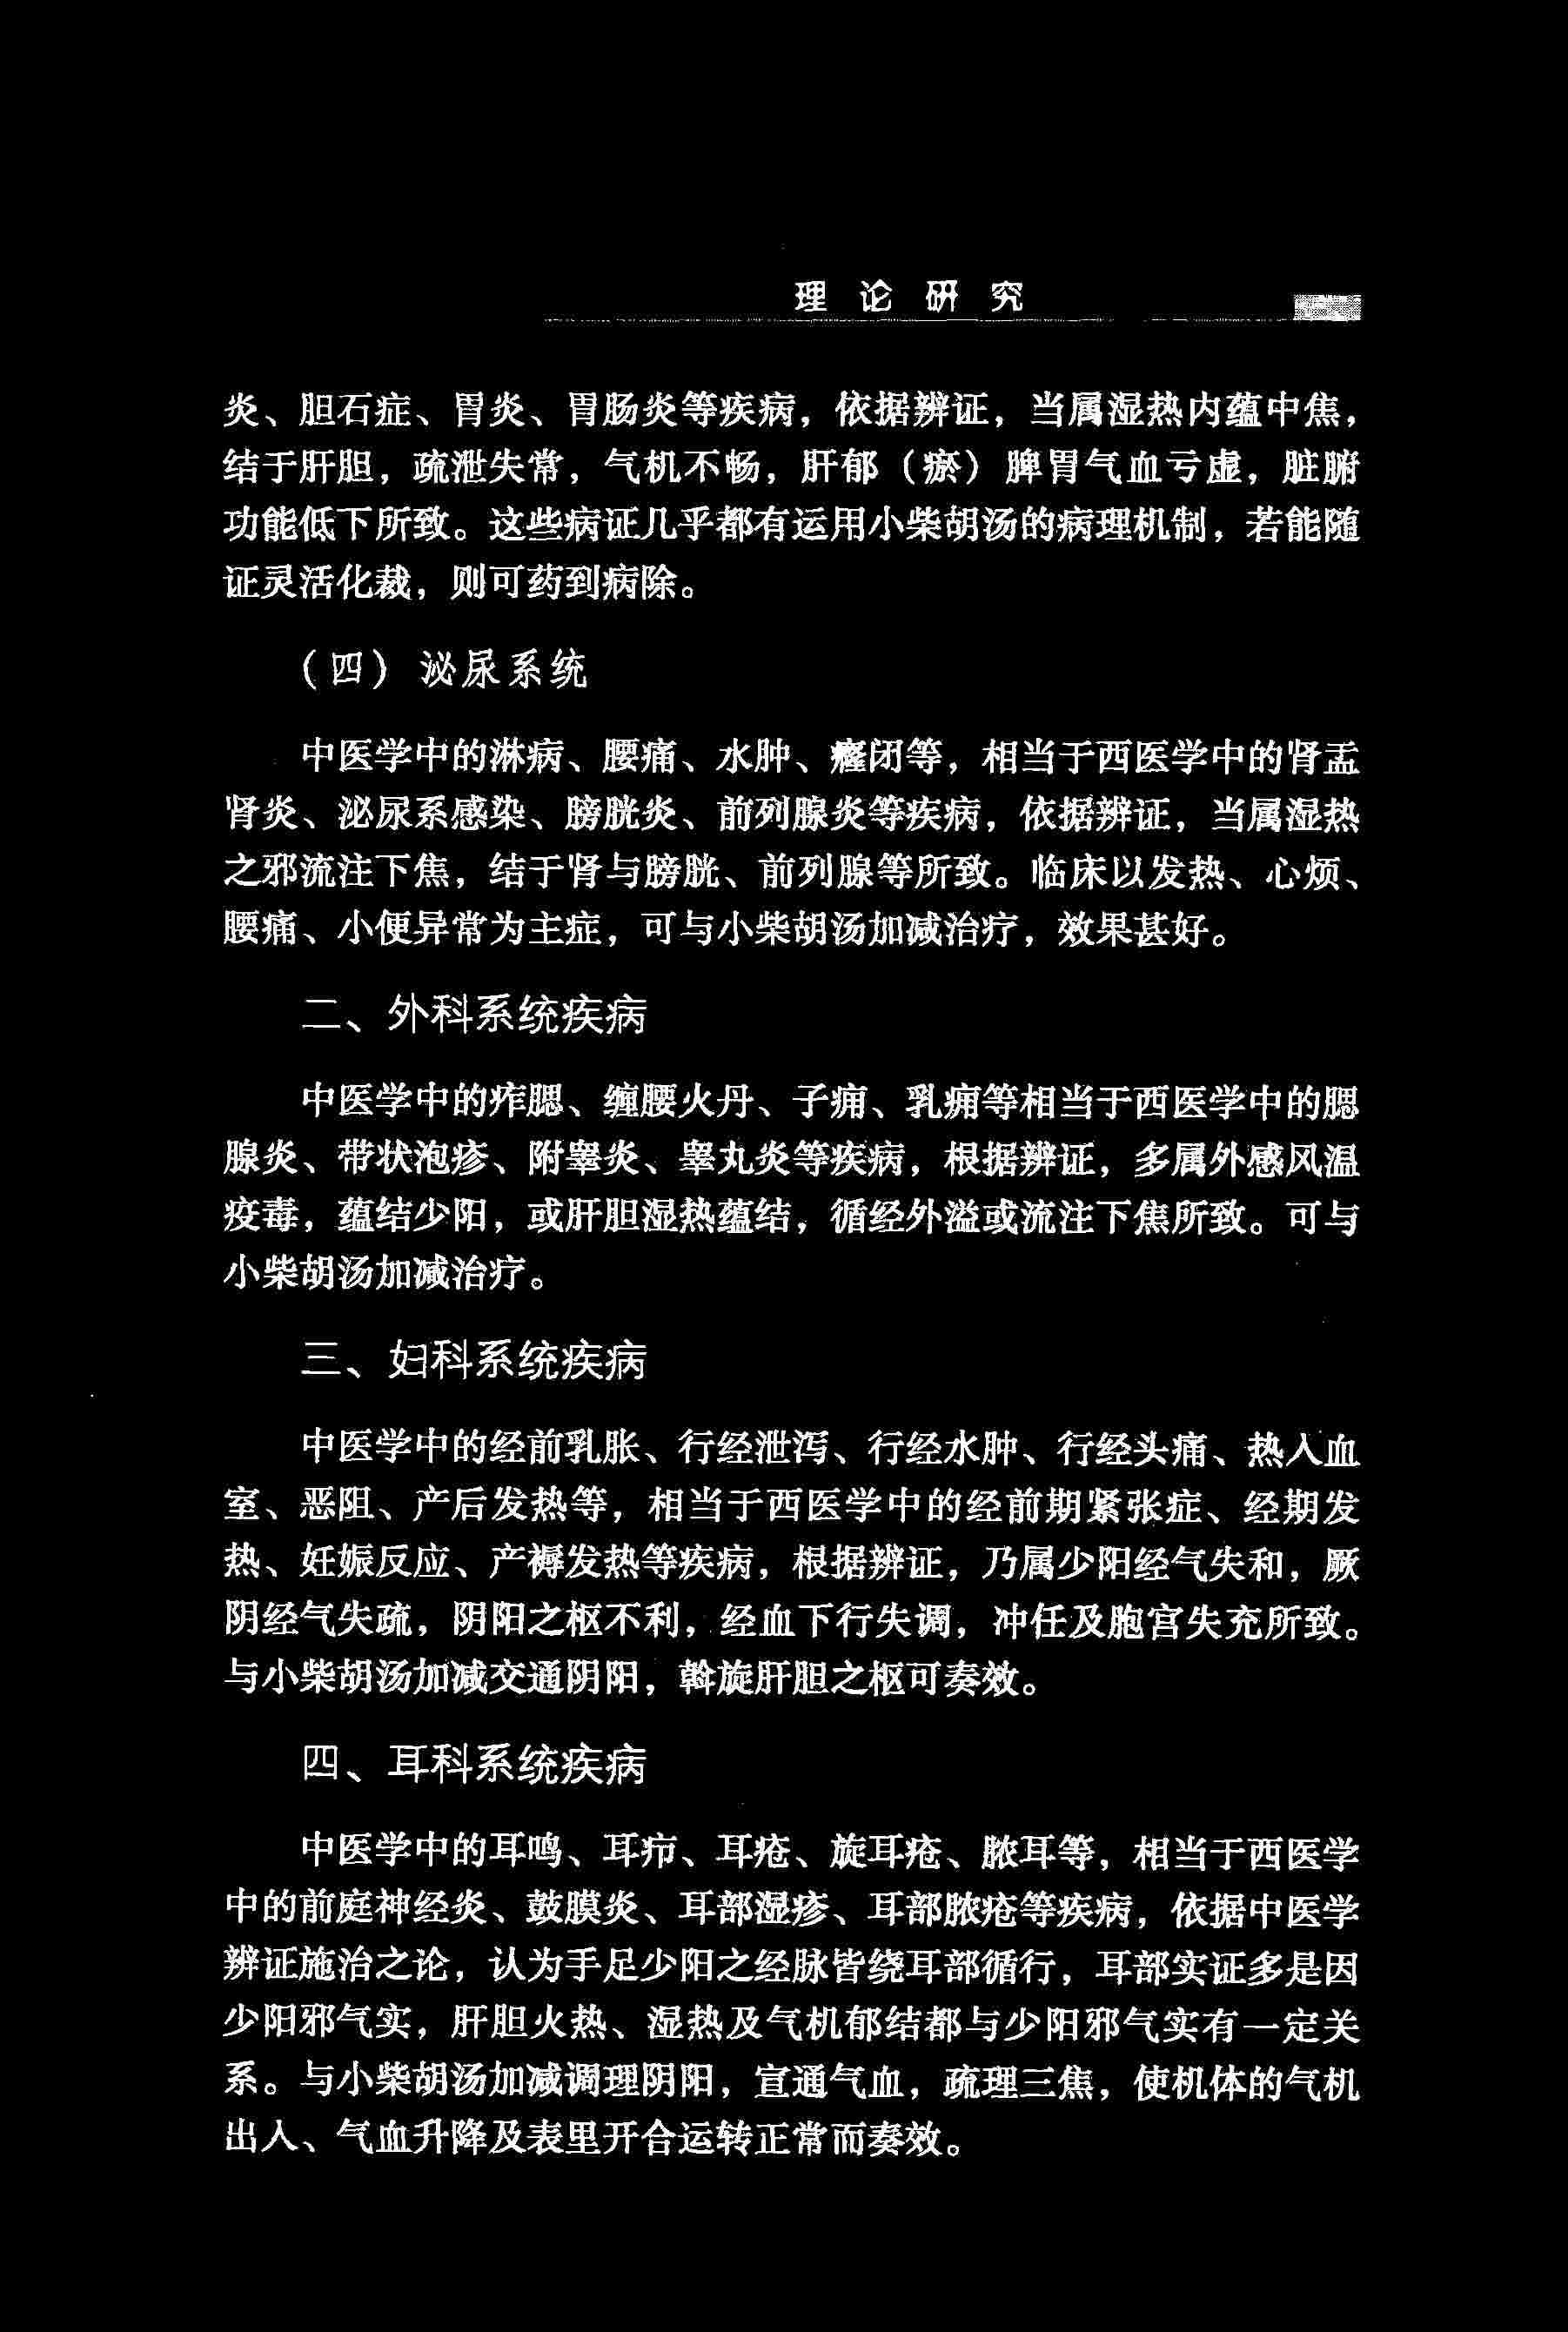 理论研究
炎、胆石症、胃炎、胃肠炎等疾病，依据辨证，当属湿热内蕴中焦，
结于肝胆，疏泄失常，气机不畅，肝郁（瘀）脾胃气血亏虚，脏腑
功能低下所致。这些病证几乎都有运用小柴胡汤的病理机制，若能随
证灵活化裁，则可药到病除。
（四）泌尿系统
中医学中的淋病、腰痛、水肿、癃闭等，相当于西医学中的肾盂
肾炎、泌尿系感染、膀胱炎、前列腺炎等疾病，依据辨证，当属湿热
之邪流注下焦，结于肾与膀胱、前列腺等所致。临床以发热、心烦、
腰痛、小便异常为主症，可与小柴胡汤加减治疗，效果甚好。
二、外科系统疾病
中医学中的痄腮、缠腰火丹、子痈、乳痈等相当于西医学中的腮
腺炎、带状泡疹、附睾炎、睾丸炎等疾病，根据辨证，多属外感风温
疫毒，蕴结少阳，或肝胆湿热蕴结，循经外溢或流注下焦所致。可与
小柴胡汤加减治疗。
三、妇科系统疾病
中医学中的经前乳胀、行经泄泻、行经水肿、行经头痛、热入血
室、恶阻、产后发热等，相当于西医学中的经前期紧张症、经期发
热、妊娠反应、产褥发热等疾病，根据辨证，乃属少阳经气失和，厥
阴经气失疏，阴阳之枢不利，经血下行失调，冲任及胞宫失充所致。
与小柴胡汤加减交通阴阳，斡旋肝胆之枢可奏效。
四、耳科系统疾病
中医学中的耳鸣、耳疖、耳疮、旋耳疮、脓耳等，相当于西医学
中的前庭神经炎、鼓膜炎、耳部湿疹、耳部脓疮等疾病，依据中医学
辨证施治之论，认为手足少阳之经脉皆绕耳部循行，耳部实证多是因
少阳邪气实，肝胆火热、湿热及气机郁结都与少阳邪气实有一定关
系。与小柴胡汤加减调理阴阳，宣通气血，疏理三焦，使机体的气机
出入、气血升降及表里开合运转正常而奏效。